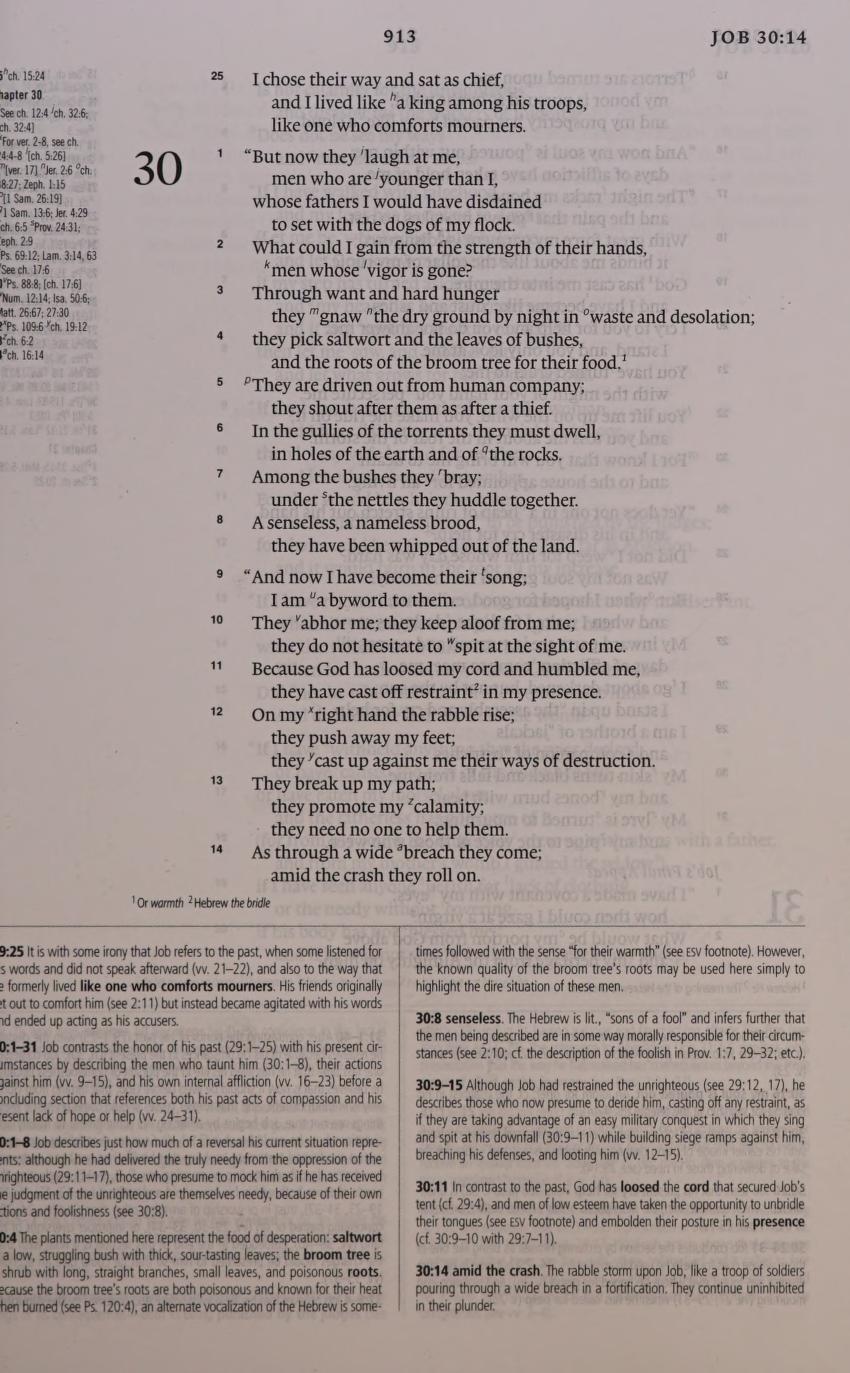 913
JOB 30:14
ch. 15:24
hapter 30
See ch. 12:4 ch. 32:6;
ch. 32:4]
For ver. 2-8, see ch.
4:4-8 [ch. 5:26]
[ver. 17] Jer. 2:6 ch.
8:27; Zeph. 1:15
[1 Sam. 26:19]
1 Sam. 13:6; Jer. 4:29
ch. 6:5 Prov. 24:31;
eph. 2:9
Ps. 69:12; Lam. 3:14, 63
See ch. 17:6
Ps. 88:8; [ch. 17:6]
Num. 12:14; Isa. 50:6;
latt. 26:67; 27:30
Ps. 109:6 ch. 19:12
ch. 6:2
ch. 16:14
25 I chose their way and sat as chief,
and I lived like ʰa king among his troops,
like one who comforts mourners.
30
1 “But now they ⁱlaugh at me,
men who are ʲyounger than I,
whose fathers I would have disdained
to set with the dogs of my flock.
2 What could I gain from the strength of their hands,
ᵏmen whose ˡvigor is gone?
3 Through want and hard hunger
they ᵐgnaw ⁿthe dry ground by night in ᵒwaste and desolation;
4 they pick saltwort and the leaves of bushes,
and the roots of the broom tree for their food.¹
5 ᵖThey are driven out from human company;
they shout after them as after a thief.
6 In the gullies of the torrents they must dwell,
in holes of the earth and of qthe rocks.
7 Among the bushes they ʳbray;
under ˢthe nettles they huddle together.
8 A senseless, a nameless brood,
they have been whipped out of the land.
9 “And now I have become their ᵗsong;
I am ᵘa byword to them.
10 They ᵛabhor me; they keep aloof from me;
they do not hesitate to ʷspit at the sight of me.
11 Because God has loosed my cord and humbled me,
they have cast off restraint² in my presence.
12 On my ˣright hand the rabble rise;
they push away my feet;
they ʸcast up against me their ways of destruction.
13 They break up my path;
they promote my ᶻcalamity;
they need no one to help them.
14 As through a wide ᵃbreach they come;
amid the crash they roll on.
¹ Or warmth ² Hebrew the bridle
9:25 It is with some irony that Job refers to the past, when some listened for
s words and did not speak afterward (vv. 21–22), and also to the way that
e formerly lived like one who comforts mourners. His friends originally
t out to comfort him (see 2:11) but instead became agitated with his words
nd ended up acting as his accusers.
0:1–31 Job contrasts the honor of his past (29:1–25) with his present cir-
umstances by describing the men who taunt him (30:1–8), their actions
gainst him (vv. 9–15), and his own internal affliction (vv. 16–23) before a
oncluding section that references both his past acts of compassion and his
esent lack of hope or help (vv. 24–31).
0:1–8 Job describes just how much of a reversal his current situation repre-
ents: although he had delivered the truly needy from the oppression of the
nrighteous (29:11–17), those who presume to mock him as if he has received
e judgment of the unrighteous are themselves needy, because of their own
ctions and foolishness (see 30:8).
0:4 The plants mentioned here represent the food of desperation: saltwort
a low, struggling bush with thick, sour-tasting leaves; the broom tree is
shrub with long, straight branches, small leaves, and poisonous roots.
ecause the broom tree's roots are both poisonous and known for their heat
hen burned (see Ps. 120:4), an alternate vocalization of the Hebrew is some-
times followed with the sense “for their warmth” (see ESV footnote). However,
the known quality of the broom tree's roots may be used here simply to
highlight the dire situation of these men.
30:8 senseless. The Hebrew is lit., “sons of a fool” and infers further that
the men being described are in some way morally responsible for their circum-
stances (see 2:10; cf. the description of the foolish in Prov. 1:7, 29–32; etc.).
30:9–15 Although Job had restrained the unrighteous (see 29:12, 17), he
describes those who now presume to deride him, casting off any restraint, as
if they are taking advantage of an easy military conquest in which they sing
and spit at his downfall (30:9–11) while building siege ramps against him,
breaching his defenses, and looting him (vv. 12–15).
30:11 In contrast to the past, God has loosed the cord that secured Job's
tent (cf. 29:4), and men of low esteem have taken the opportunity to unbridle
their tongues (see ESV footnote) and embolden their posture in his presence
(cf. 30:9–10 with 29:7–11).
30:14 amid the crash. The rabble storm upon Job, like a troop of soldiers
pouring through a wide breach in a fortification. They continue uninhibited
in their plunder.